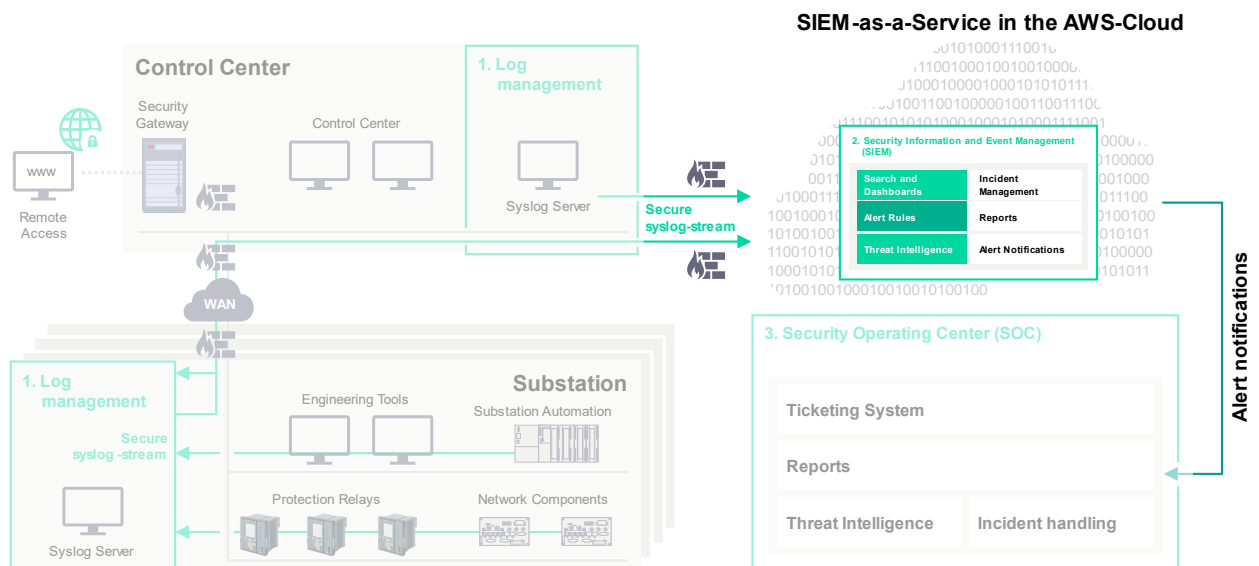 SIEM-as-a-Service in the AWS-Cloud
Control Center
1. Log
management
Security
Gateway
Control Center
www
Remote
Access
Syslog Server
Secure
syslog-stream
2. Security Information and Event Management
(SIEM)
Search and
Dashboards
Incident
Management
Alert Rules
Reports
Threat Intelligence
Alert Notifications
Alert notifications
WAN
1. Log
management
Secure
syslog -stream
Syslog Server
Substation
Engineering Tools
Substation Automation
Protection Relays
Network Components
3. Security Operating Center (SOC)
Ticketing System
Reports
Threat Intelligence
Incident handling